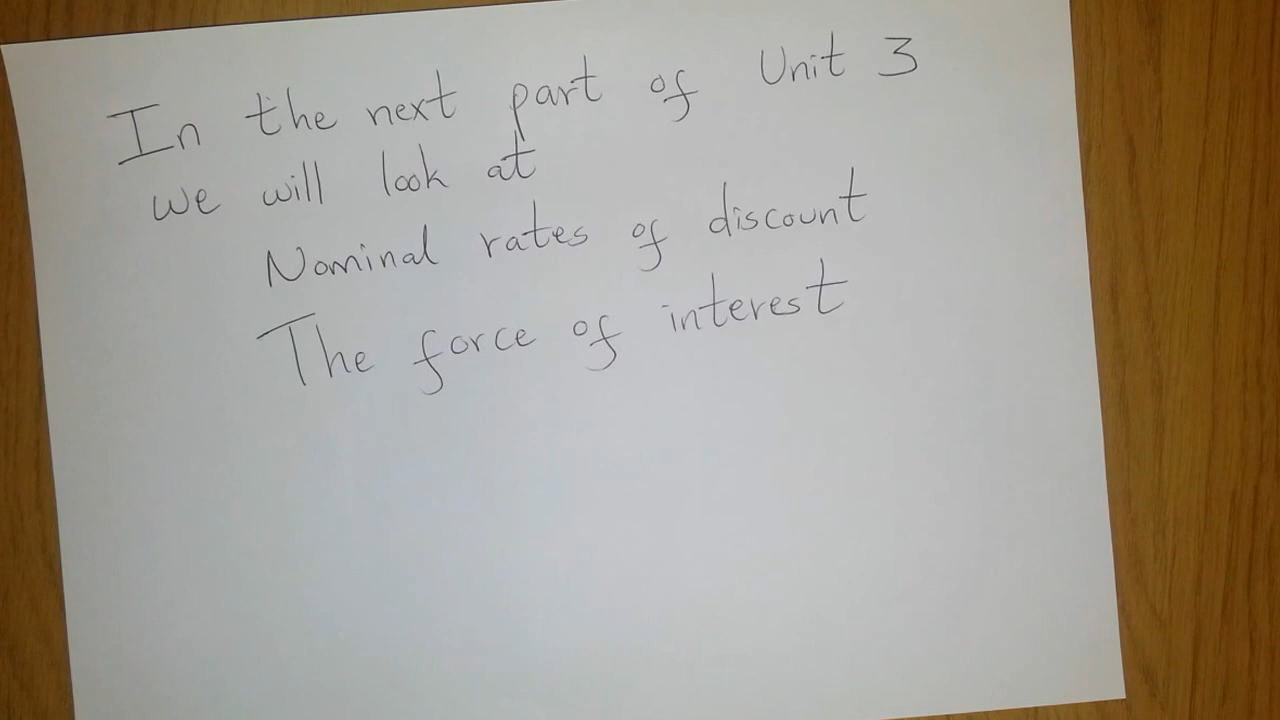 In the next part of Unit 3
we will look at
Nominal rates of discount
The force of interest